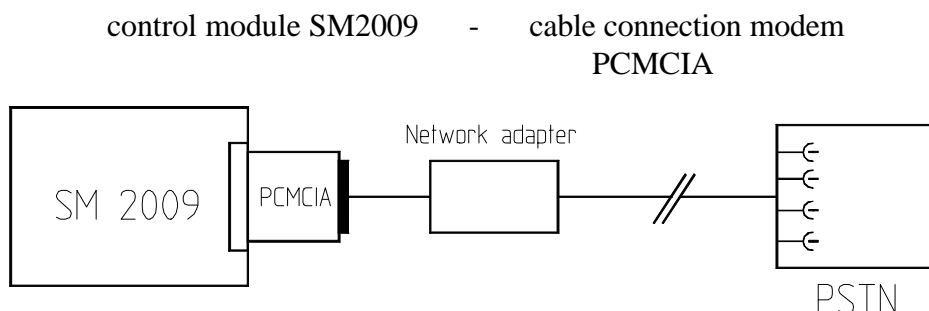 control module SM2009 - cable connection modem
PCMCIA
Network adapter
SM 2009
PCMCIA
PSTN